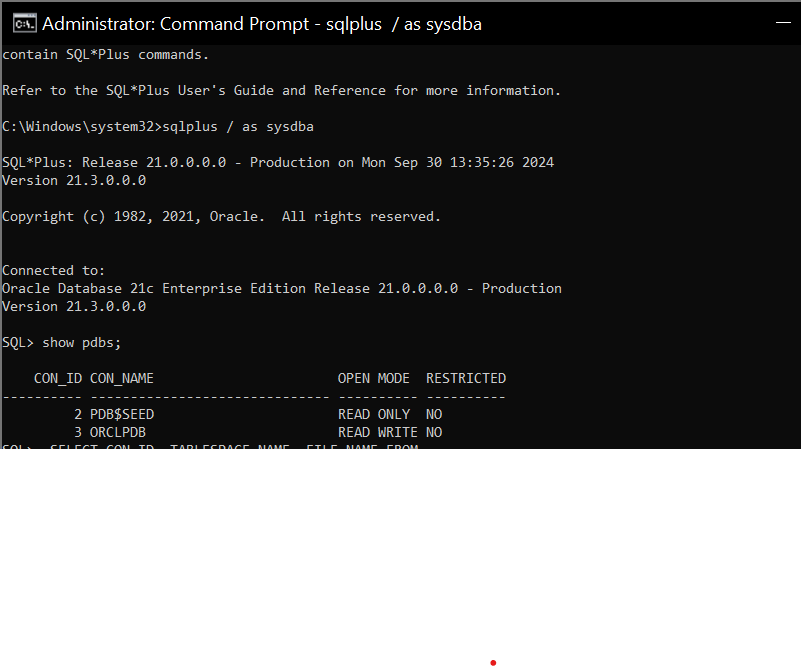 Administrator: Command Prompt - sqlplus  / as sysdba
contain SQL*Plus commands.
Refer to the SQL*Plus User's Guide and Reference for more information.
C:\Windows\system32>sqlplus / as sysdba
SQL*Plus: Release 21.0.0.0.0 - Production on Mon Sep 30 13:35:26 2024
Version 21.3.0.0.0
Copyright (c) 1982, 2021, Oracle.  All rights reserved.
Connected to:
Oracle Database 21c Enterprise Edition Release 21.0.0.0.0 - Production
Version 21.3.0.0.0
SQL> show pdbs;
    CON_ID CON_NAME                       OPEN MODE  RESTRICTED
---------- ------------------------------ ---------- ----------
         2 PDB$SEED                       READ ONLY  NO
         3 ORCLPDB                        READ WRITE NO
SQL>  SELECT CON_ID, TABLESPACE_NAME, FILE_NAME FROM